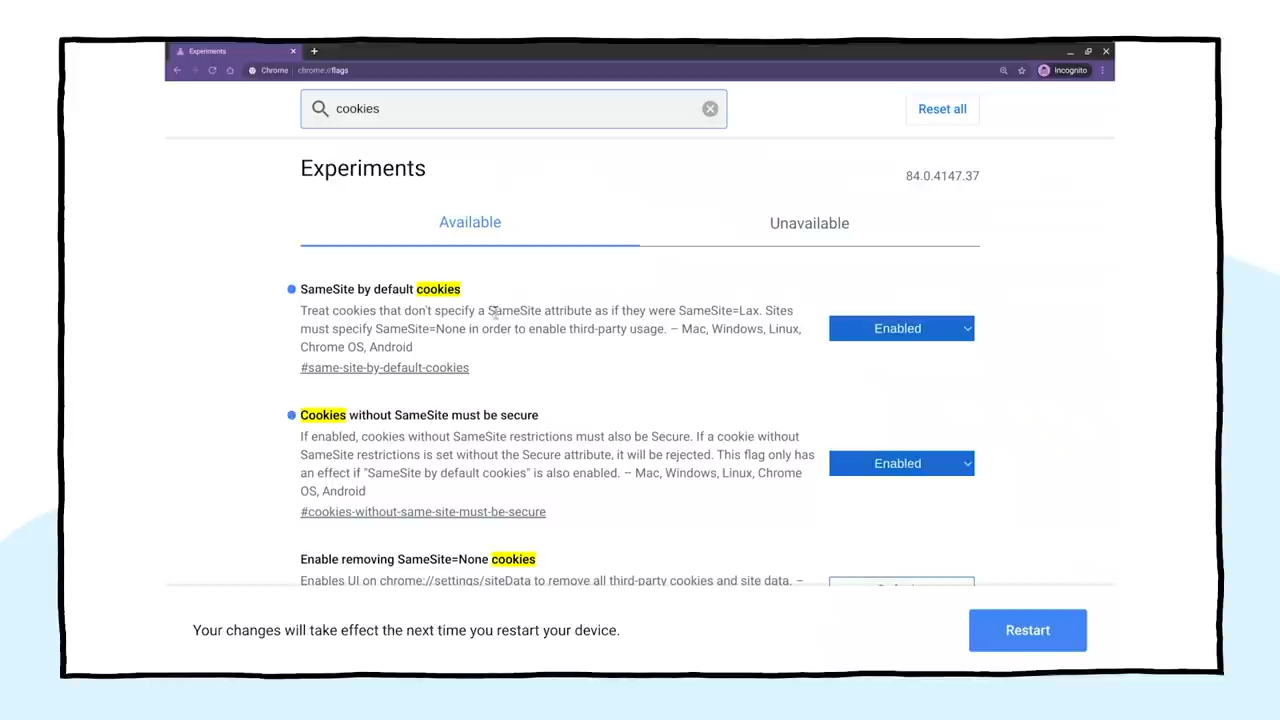 Experiments
Chrome chrome://flags
Incognito
cookies
Reset all
Experiments
84.0.4147.37
Available
Unavailable
SameSite by default cookies
Treat cookies that don't specify a SameSite attribute as if they were SameSite=Lax. Sites
must specify SameSite=None in order to enable third-party usage. – Mac, Windows, Linux,
Chrome OS, Android
#same-site-by-default-cookies
Enabled
Cookies without SameSite must be secure
If enabled, cookies without SameSite restrictions must also be Secure. If a cookie without
SameSite restrictions is set without the Secure attribute, it will be rejected. This flag only has
an effect if "SameSite by default cookies" is also enabled. – Mac, Windows, Linux, Chrome
OS, Android
#cookies-without-same-site-must-be-secure
Enabled
Enable removing SameSite=None cookies
Enables UI on chrome://settings/siteData to remove all third-party cookies and site data. –
Your changes will take effect the next time you restart your device.
Restart